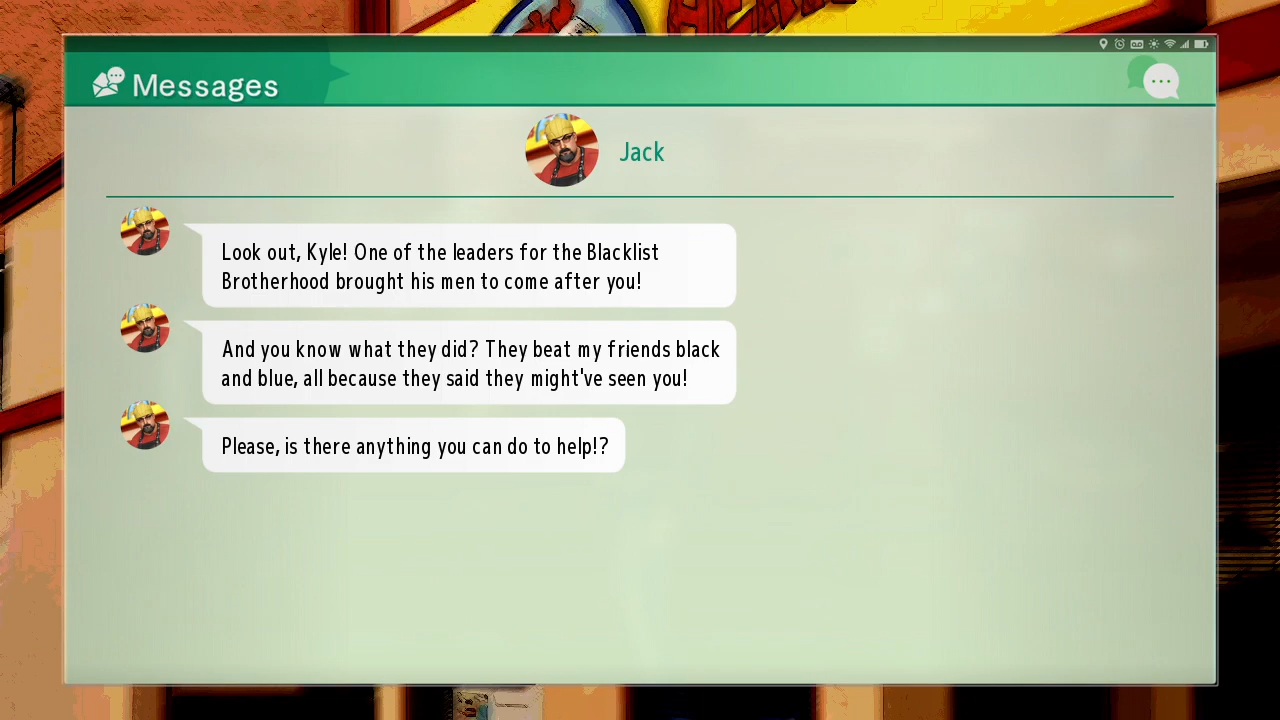 Messages
Jack
Look out, Kyle! One of the leaders for the Blacklist
Brotherhood brought his men to come after you!
And you know what they did? They beat my friends black
and blue, all because they said they might've seen you!
Please, is there anything you can do to help!?